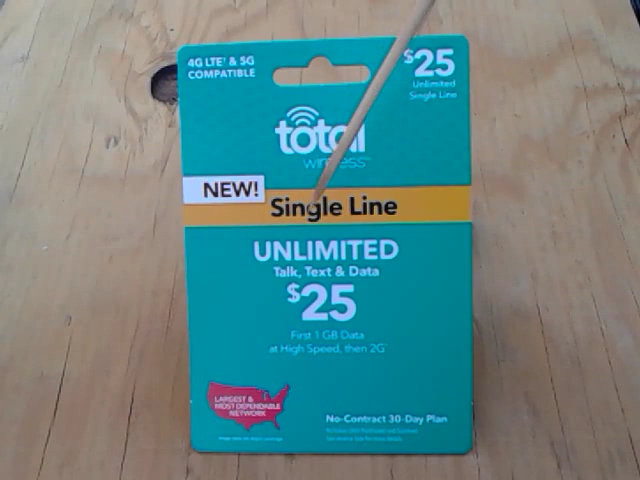 4G LTE† & 5G
COMPATIBLE
$25
Unlimited
Single Line
total
wireless
NEW!
Single Line
UNLIMITED
Talk, Text & Data
$25
First 1 GB Data
at High Speed, then 2G*
LARGEST &
MOST DEPENDABLE
NETWORK
No-Contract 30-Day Plan